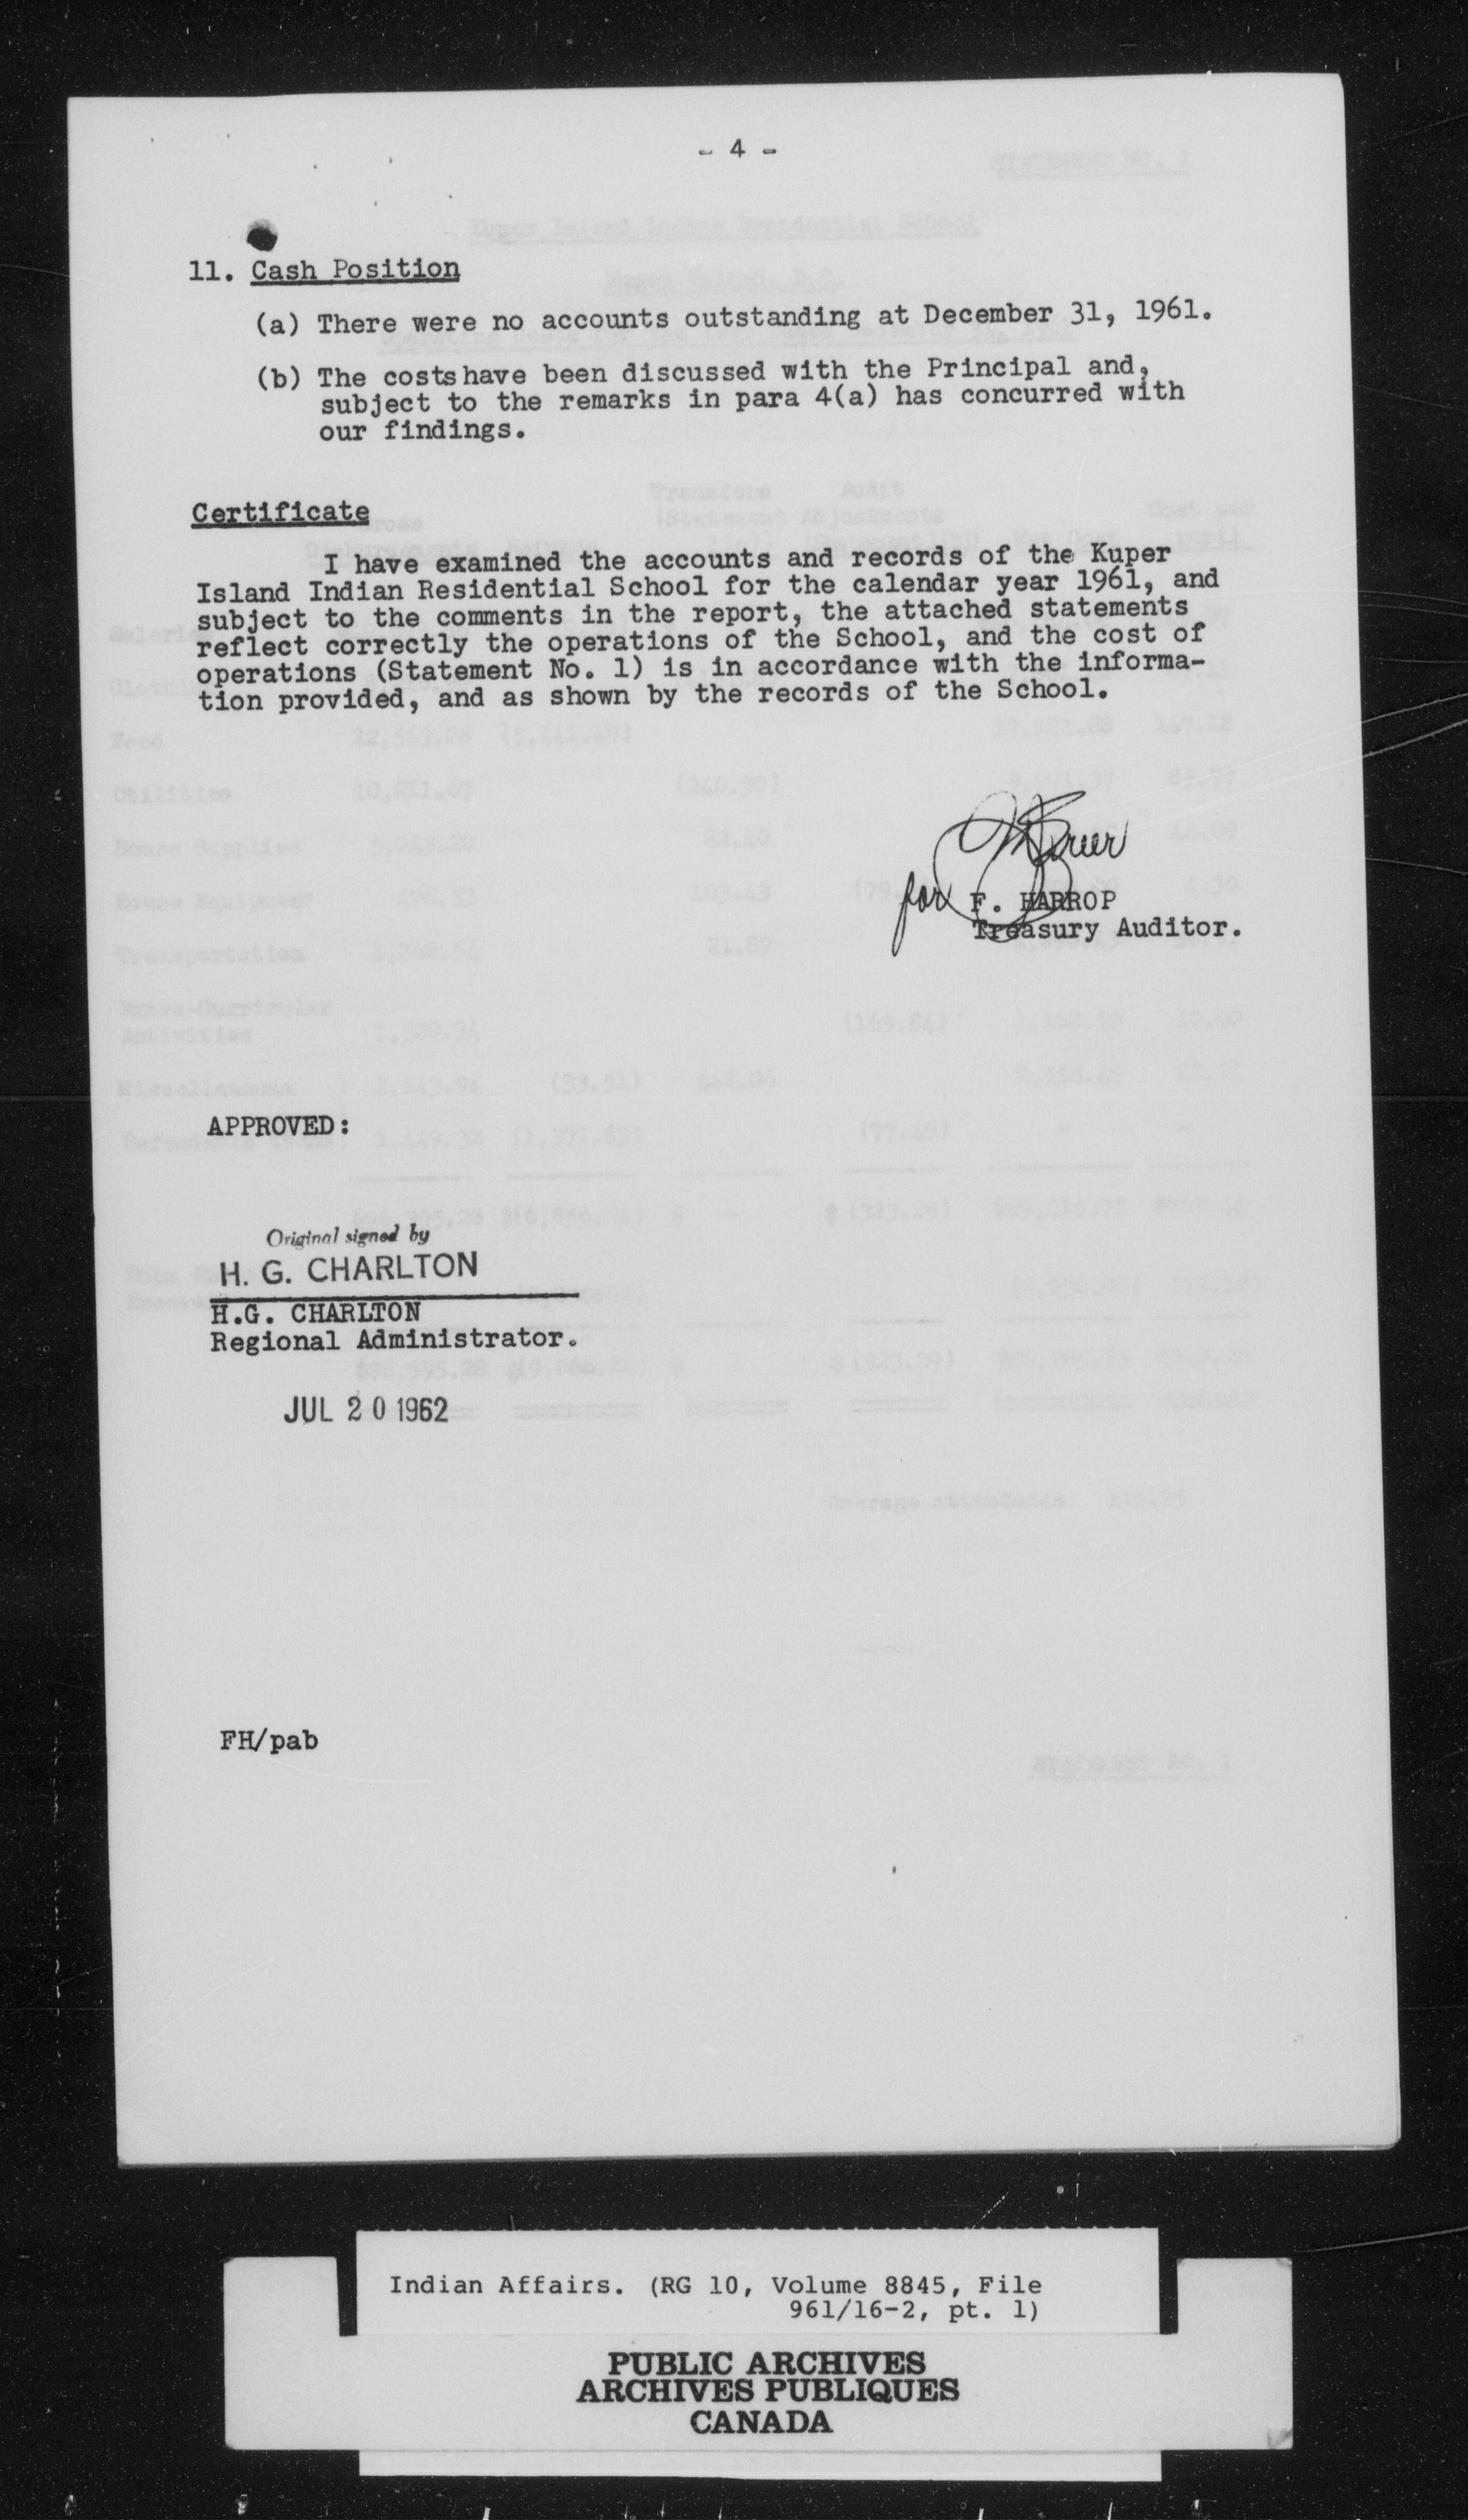 - 4 -
11. Cash Position
(a) There were no accounts outstanding at December 31, 1961.
(b) The costs have been discussed with the Principal and,
subject to the remarks in para 4(a) has concurred with
our findings.
Certificate
I have examined the accounts and records of the Kuper
Island Indian Residential School for the calendar year 1961, and
subject to the comments in the report, the attached statements
reflect correctly the operations of the School, and the cost of
operations (Statement No. 1) is in accordance with the informa-
tion provided, and as shown by the records of the School.
for F. HARROP
Treasury Auditor.
APPROVED:
Original signed by
H. G. CHARLTON
H.G. CHARLTON
Regional Administrator.
JUL 20 1962
FH/pab
Indian Affairs. (RG 10, Volume 8845, File
961/16-2, pt. 1)
PUBLIC ARCHIVES
ARCHIVES PUBLIQUES
CANADA